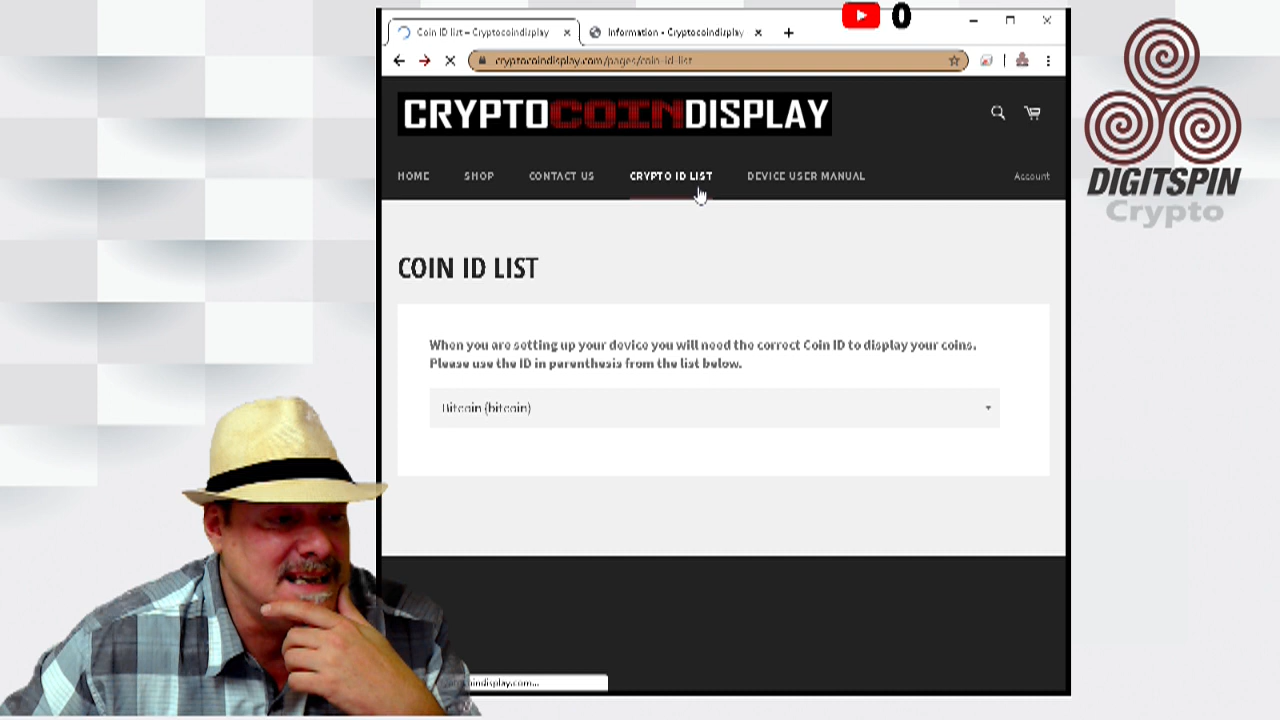 Coin ID list – Cryptocoindisplay
Information - Cryptocoindisplay
0
cryptocoindisplay.com/pages/coin-id-list
CRYPTOCOINDISPLAY
HOME
SHOP
CONTACT US
CRYPTO ID LIST
DEVICE USER MANUAL
Account
DIGITSPIN
Crypto
COIN ID LIST
When you are setting up your device you will need the correct Coin ID to display your coins.
Please use the ID in parenthesis from the list below.
Bitcoin (bitcoin)